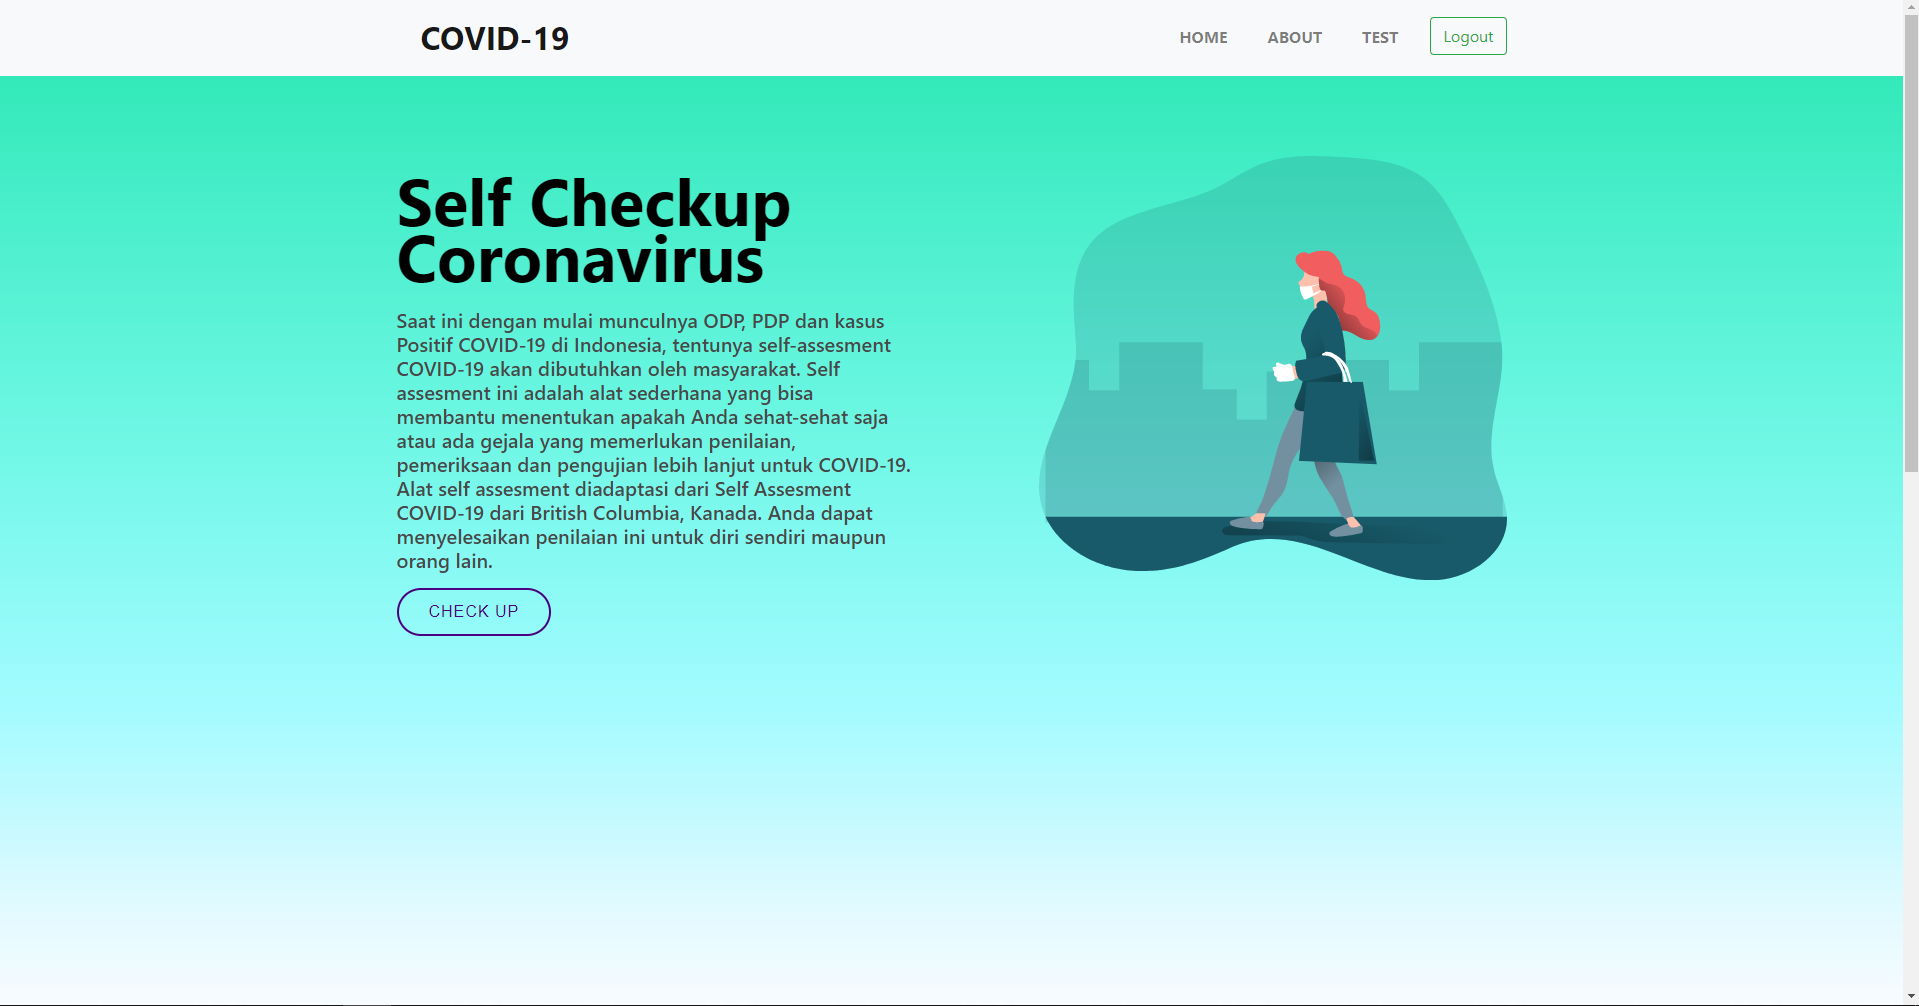 COVID-19
HOME
ABOUT
TEST
Logout
Self Checkup
Coronavirus
Saat ini dengan mulai munculnya ODP, PDP dan kasus
Positif COVID-19 di Indonesia, tentunya self-assesment
COVID-19 akan dibutuhkan oleh masyarakat. Self
assesment ini adalah alat sederhana yang bisa
membantu menentukan apakah Anda sehat-sehat saja
atau ada gejala yang memerlukan penilaian,
pemeriksaan dan pengujian lebih lanjut untuk COVID-19.
Alat self assesment diadaptasi dari Self Assesment
COVID-19 dari British Columbia, Kanada. Anda dapat
menyelesaikan penilaian ini untuk diri sendiri maupun
orang lain.
CHECK UP